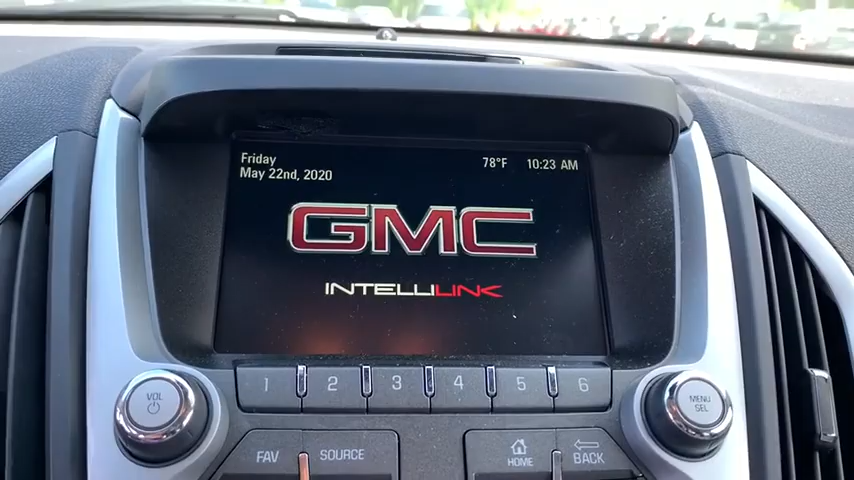 Friday 78°F 10:23 AM
May 22nd, 2020
GMC
INTELLILINK
1 2 3 4 5 6
VOL
MENU
SEL
FAV SOURCE HOME BACK